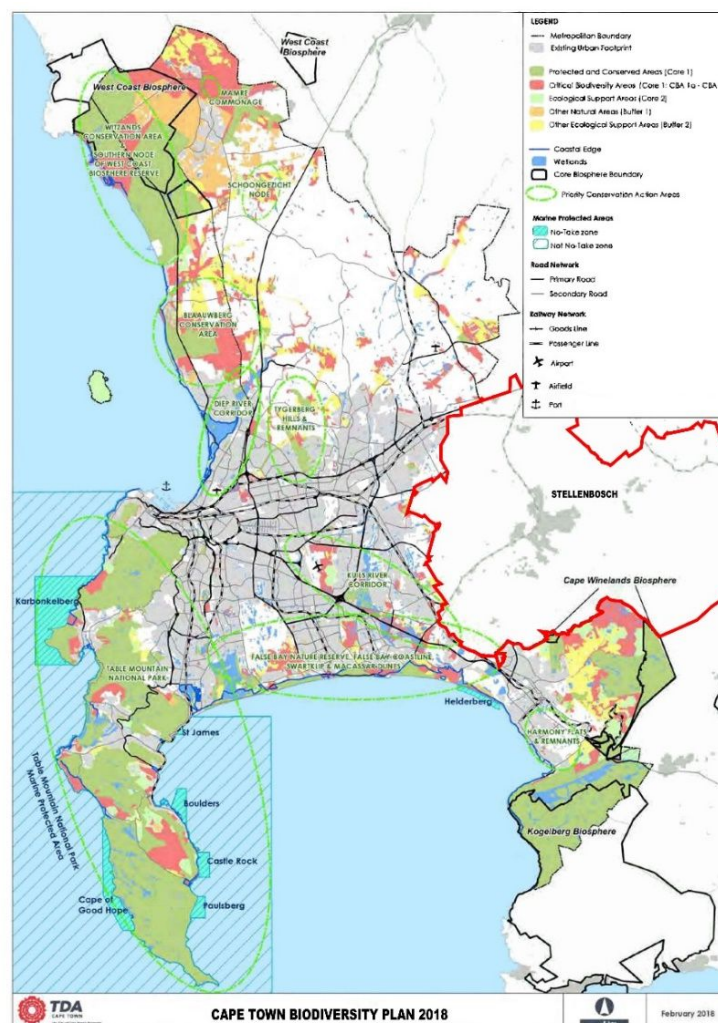 LEGEND
Metropolitan Boundary
Existing Urban Footprint
Protected and Conserved Areas (Core 1)
Critical Biodiversity Areas (Core 1: CBA 1a - CBA
Ecological Support Areas (Core 2)
Other Natural Areas (Buffer 1)
Other Ecological Support Areas (Buffer 2)
Coastal Edge
Wetlands
Core Biosphere Boundary
Priority Conservation Action Areas
Marine Protected Areas
No-Take zone
Not No-Take zone
Road Network
Primary Road
Secondary Road
Railway Network
Goods Line
Passenger Line
Airport
Airfield
Port
West Coast
Biosphere
West Coast Biosphere
MAMRE
COMMONAGE
WITZANDS
CONSERVATION AREA
&
SOUTHERN NODE
OF WEST COAST
BIOSPHERE RESERVE
SCHOONGEZICHT
NODE
BLAAUWBERG
CONSERVATION
AREA
DIEP RIVER
CORRIDOR
TYGERBERG
HILLS &
REMNANTS
STELLENBOSCH
KUILS RIVER
CORRIDOR
Cape Winelands Biosphere
Karbonkelberg
TABLE MOUNTAIN
NATIONAL PARK
FALSE BAY NATURE RESERVE, FALSE BAY COASTLINE,
SWARTKLIP & MACASSAR DUNES
Helderberg
HARMONY FLATS
& REMNANTS
St James
Table Mountain National Park
Marine Protected Area
Boulders
Kogelberg Biosphere
Castle Rock
Cape of
Good Hope
Paulsberg
TDA
CAPE TOWN
CAPE TOWN BIODIVERSITY PLAN 2018
February 2018